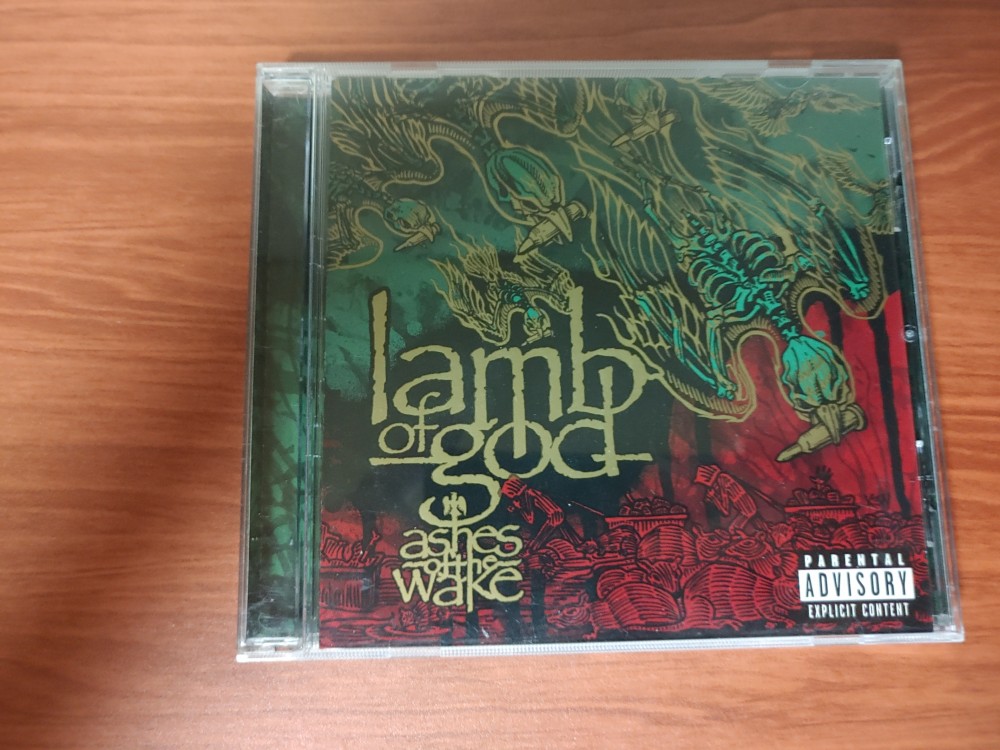 lamb
of god
ashes
of the
wake
PARENTAL
ADVISORY
EXPLICIT CONTENT